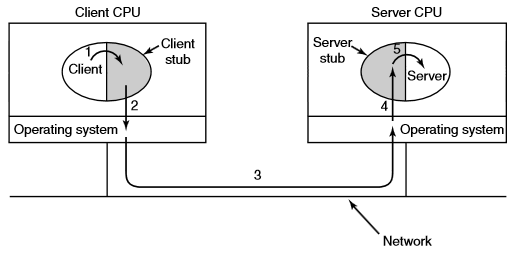 Client CPU
Server CPU
1
Client
Client
stub
2
Operating system
Server
stub
5
Server
4
Operating system
3
Network